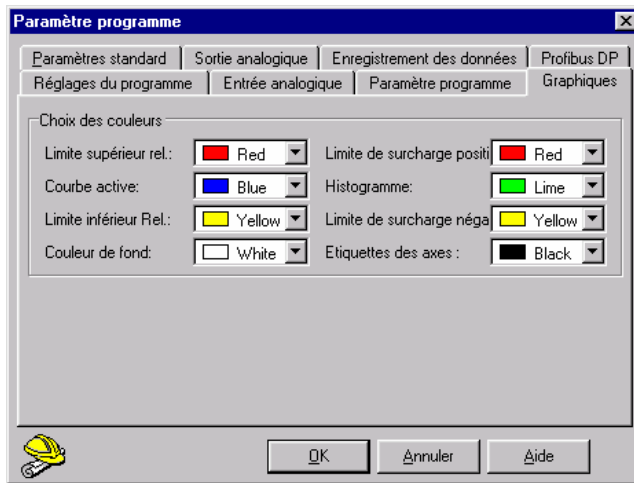 Paramètre programme
Paramètres standard Sortie analogique Enregistrement des données Profibus DP
Réglages du programme Entrée analogique Paramètre programme Graphiques
Choix des couleurs
Limite supérieur rel.: Red Limite de surcharge positi Red
Courbe active: Blue Histogramme: Lime
Limite inférieur Rel.: Yellow Limite de surcharge néga Yellow
Couleur de fond: White Etiquettes des axes : Black
OK Annuler Aide